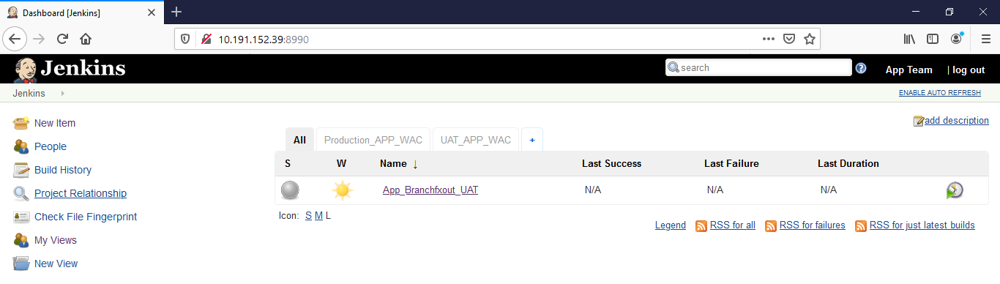 Dashboard [Jenkins]
10.191.152.39:8990
Jenkins
search
App Team | log out
Jenkins
ENABLE AUTO REFRESH
New Item
People
Build History
Project Relationship
Check File Fingerprint
My Views
New View
add description
All Production_APP_WAC UAT_APP_WAC +
S W Name ↓ Last Success Last Failure Last Duration
App_Branchfxout_UAT N/A N/A N/A
Icon: S M L
Legend RSS for all RSS for failures RSS for just latest builds